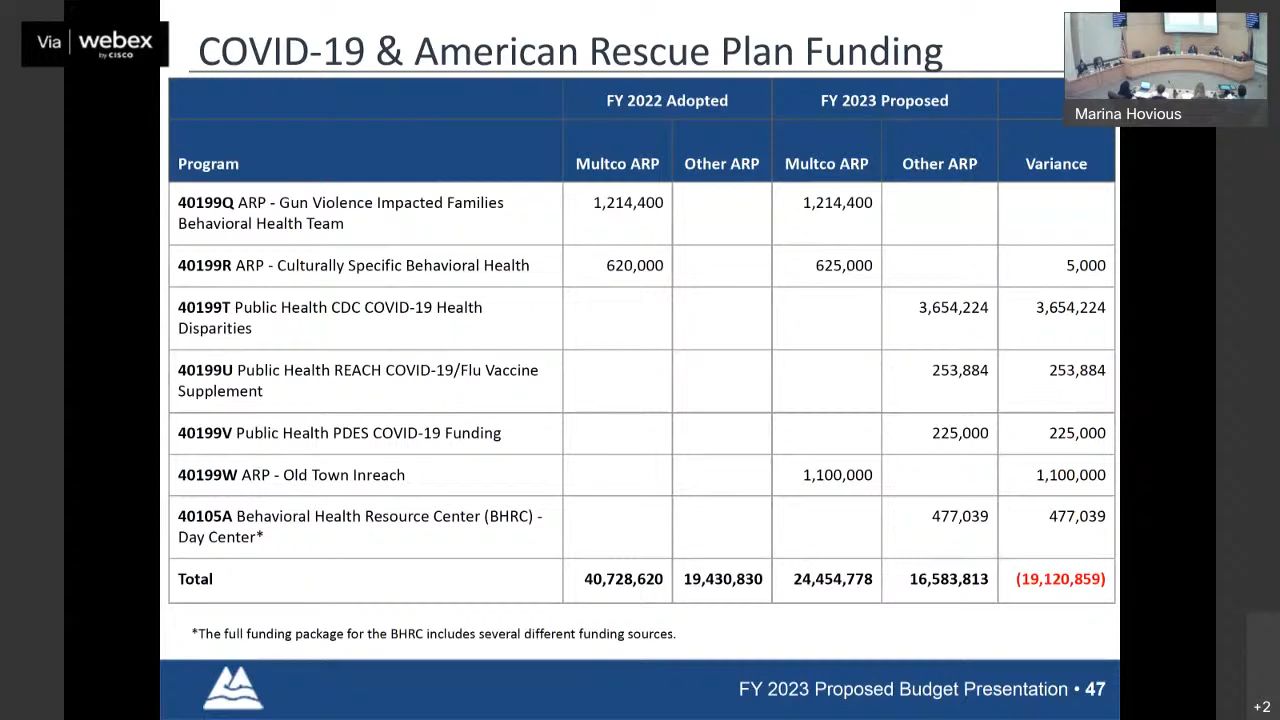 Via webex
by CISCO
COVID-19 & American Rescue Plan Funding
Marina Hovious
FY 2022 Adopted FY 2023 Proposed
Program Multco ARP Other ARP Multco ARP Other ARP Variance
40199Q ARP - Gun Violence Impacted Families 1,214,400 1,214,400
Behavioral Health Team
40199R ARP - Culturally Specific Behavioral Health 620,000 625,000 5,000
40199T Public Health CDC COVID-19 Health 3,654,224 3,654,224
Disparities
40199U Public Health REACH COVID-19/Flu Vaccine 253,884 253,884
Supplement
40199V Public Health PDES COVID-19 Funding 225,000 225,000
40199W ARP - Old Town Inreach 1,100,000 1,100,000
40105A Behavioral Health Resource Center (BHRC) - 477,039 477,039
Day Center*
Total 40,728,620 19,430,830 24,454,778 16,583,813 (19,120,859)
*The full funding package for the BHRC includes several different funding sources.
FY 2023 Proposed Budget Presentation • 47
+2